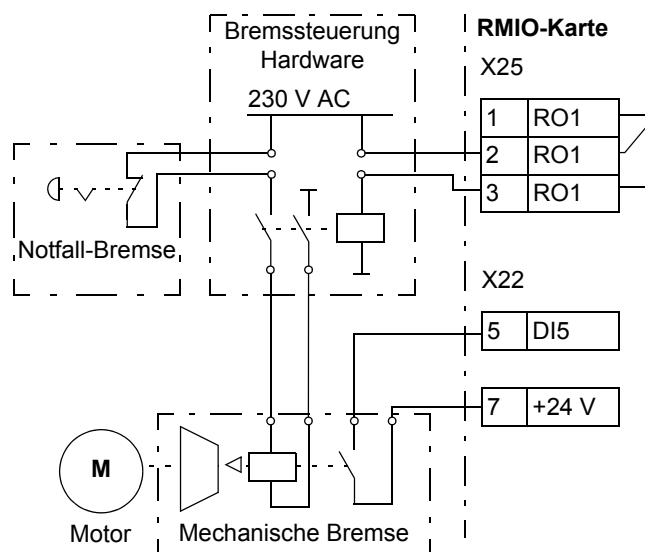 Bremssteuerung
Hardware
230 V AC
RMIO-Karte
X25
1 RO1
2 RO1
3 RO1
Notfall-Bremse
X22
5 DI5
7 +24 V
M
Motor
Mechanische Bremse